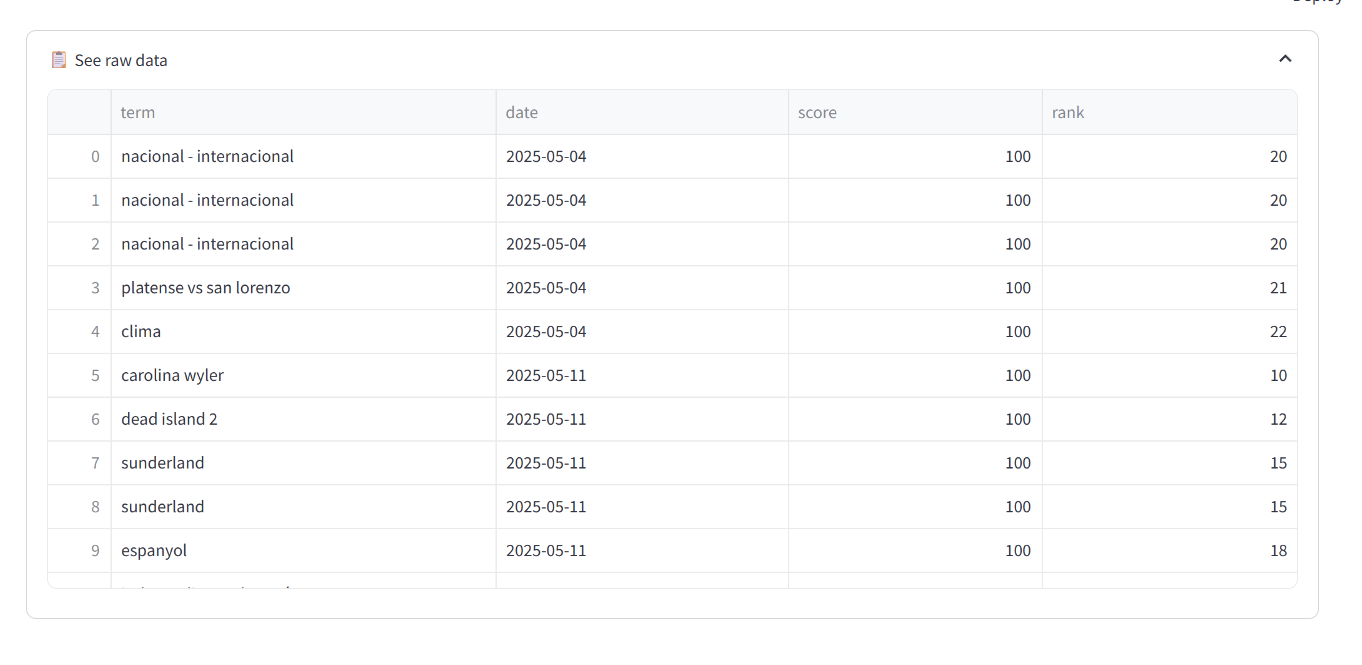 See raw data
term date score rank
0 nacional - internacional 2025-05-04 100 20
1 nacional - internacional 2025-05-04 100 20
2 nacional - internacional 2025-05-04 100 20
3 platense vs san lorenzo 2025-05-04 100 21
4 clima 2025-05-04 100 22
5 carolina wyler 2025-05-11 100 10
6 dead island 2 2025-05-11 100 12
7 sunderland 2025-05-11 100 15
8 sunderland 2025-05-11 100 15
9 espanyol 2025-05-11 100 18